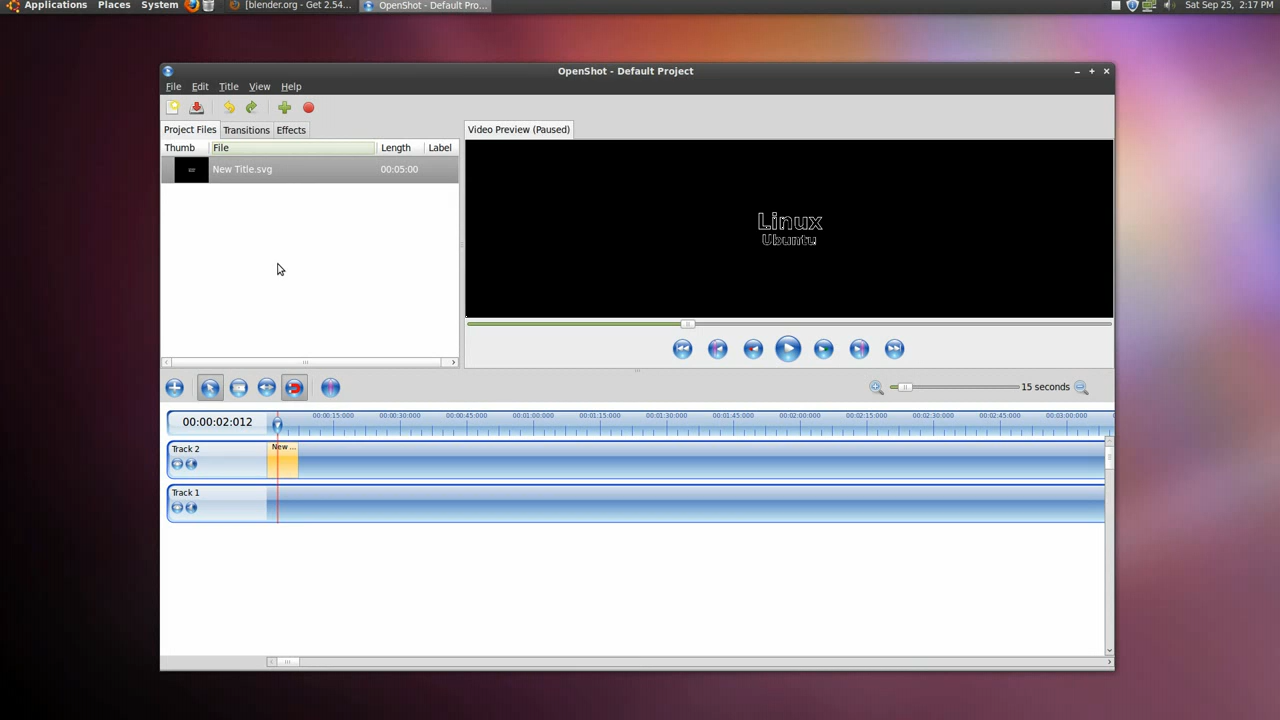 Applications Places System [blender.org - Get 2.54... OpenShot - Default Pro... Sat Sep 25, 2:17 PM
OpenShot - Default Project
File Edit Title View Help
Project Files Transitions Effects
Video Preview (Paused)
Thumb File Length Label
New Title.svg 00:05:00
Linux
Ubuntu
15 seconds
00:00:02:012
00:00:15:000 00:00:30:000 00:00:45:000 00:01:00:000 00:01:15:000 00:01:30:000 00:01:45:000 00:02:00:000 00:02:15:000 00:02:30:000 00:02:45:000 00:03:00:000
Track 2
New ...
Track 1